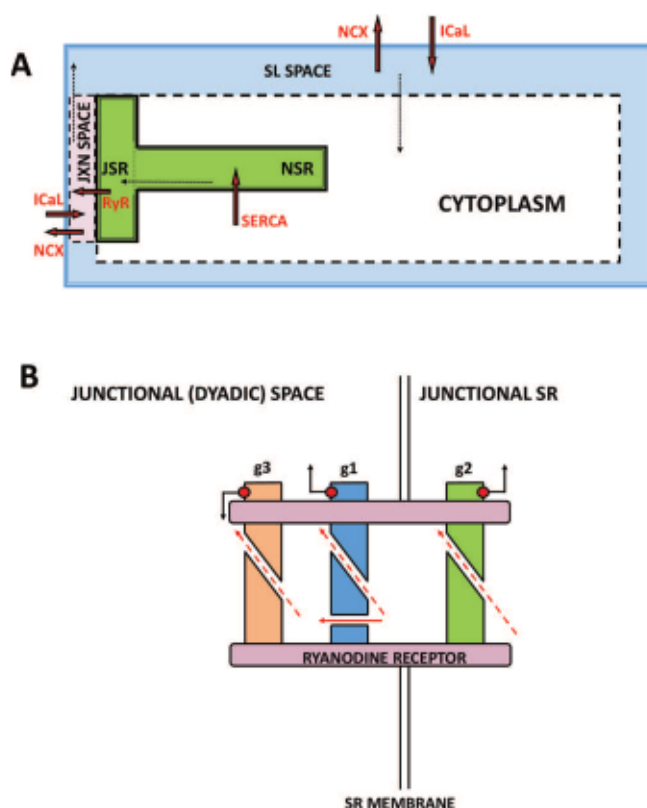 NCX
ICaL
A
SL SPACE
JXN SPACE
JSR
NSR
ICaL
RyR
CYTOPLASM
SERCA
NCX
B
JUNCTIONAL (DYADIC) SPACE
JUNCTIONAL SR
g3
g1
g2
RYANODINE RECEPTOR
SR MEMBRANE